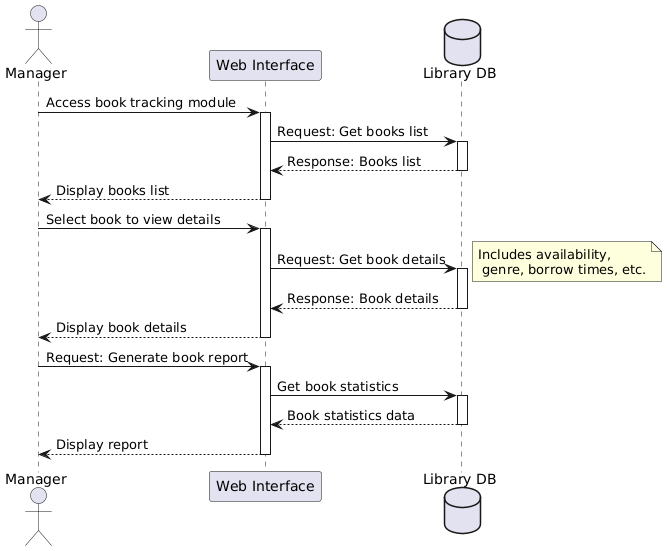 Manager
Web Interface
Library DB
Access book tracking module
Request: Get books list
Response: Books list
Display books list
Select book to view details
Request: Get book details
Includes availability,
genre, borrow times, etc.
Response: Book details
Display book details
Request: Generate book report
Get book statistics
Book statistics data
Display report
Manager
Web Interface
Library DB